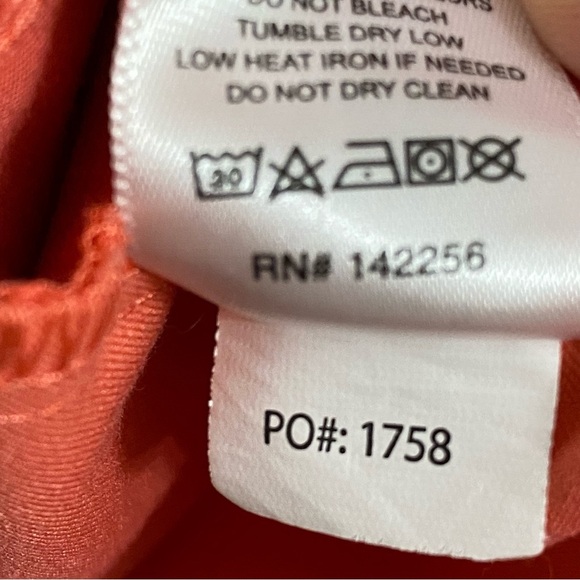 DO NOT BLEACH
TUMBLE DRY LOW
LOW HEAT IRON IF NEEDED
DO NOT DRY CLEAN
30
RN# 142256
PO#: 1758